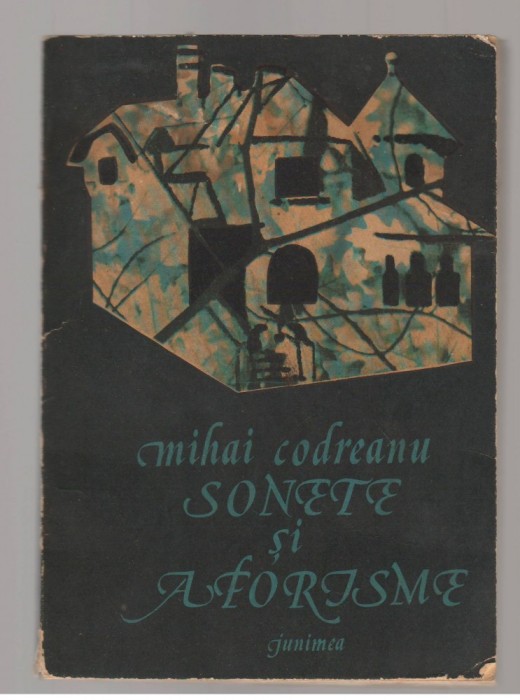 mihai codreanu
SONETE
și
AFORISME
junimea